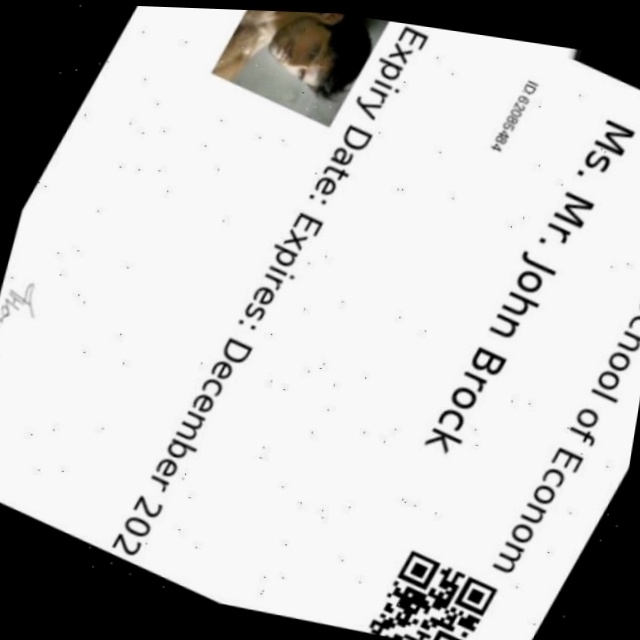 chool of Econom
Ms. Mr. John Brock
ID:62085484
Expiry Date: Expires: December 202